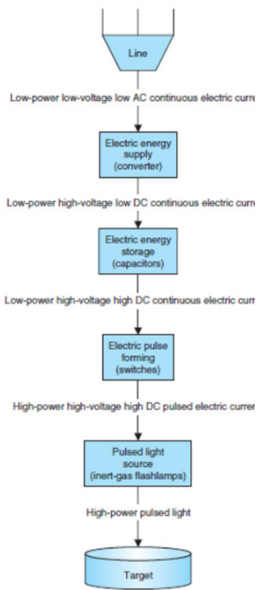 Line
Low-power low-voltage low AC continuous electric curre
Electric energy
supply
(converter)
Low-power high-voltage low DC continuous electric curre
Electric energy
storage
(capacitors)
Low-power high-voltage high DC continuous electric curre
Electric pulse
forming
(switches)
High-power high-voltage high DC pulsed electric curren
Pulsed light
source
(inert-gas flashlamps)
High-power pulsed light
Target